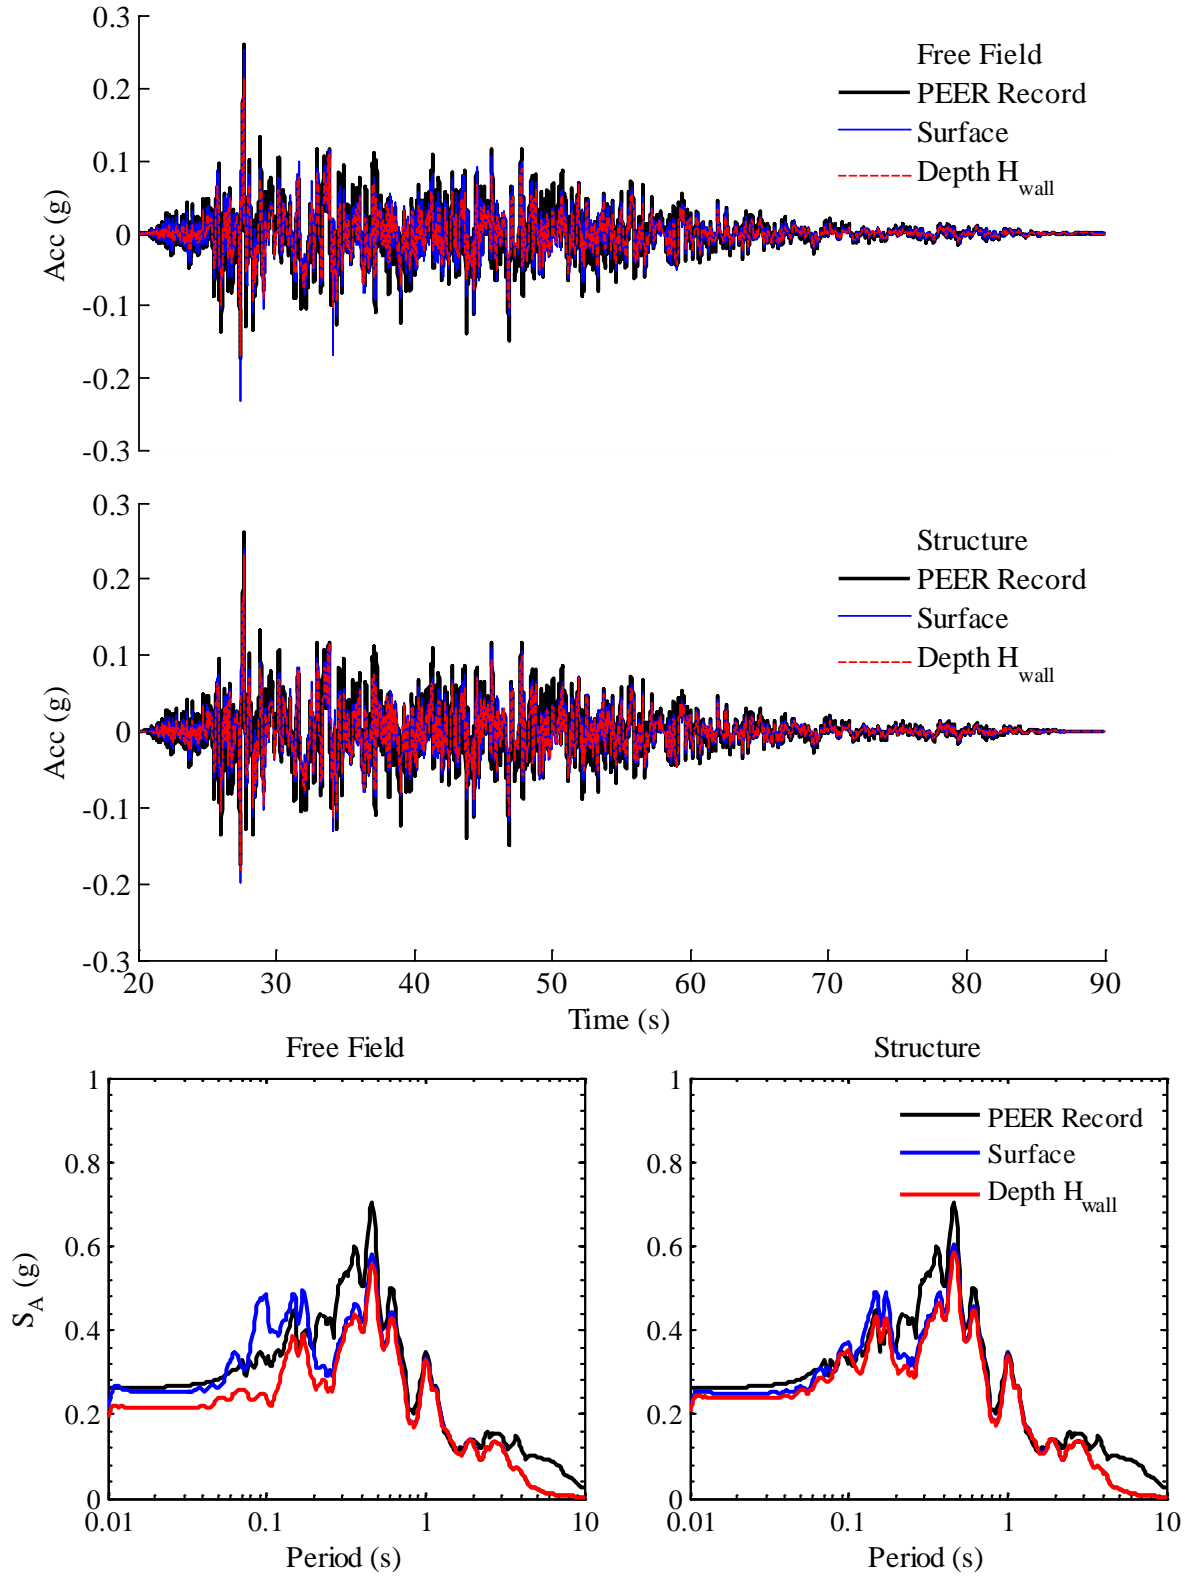 0.3
0.2
0.1
0
-0.1
-0.2
-0.3
Acc (g)
Free Field
PEER Record
Surface
Depth H_wall
0.3
0.2
0.1
0
-0.1
-0.2
-0.3
Acc (g)
Structure
PEER Record
Surface
Depth H_wall
20 30 40 50 60 70 80 90
Time (s)
Free Field
1
0.8
0.6
0.4
0.2
0
S_A (g)
0.01 0.1 1 10
Period (s)
Structure
1
0.8
0.6
0.4
0.2
0
PEER Record
Surface
Depth H_wall
0.01 0.1 1 10
Period (s)